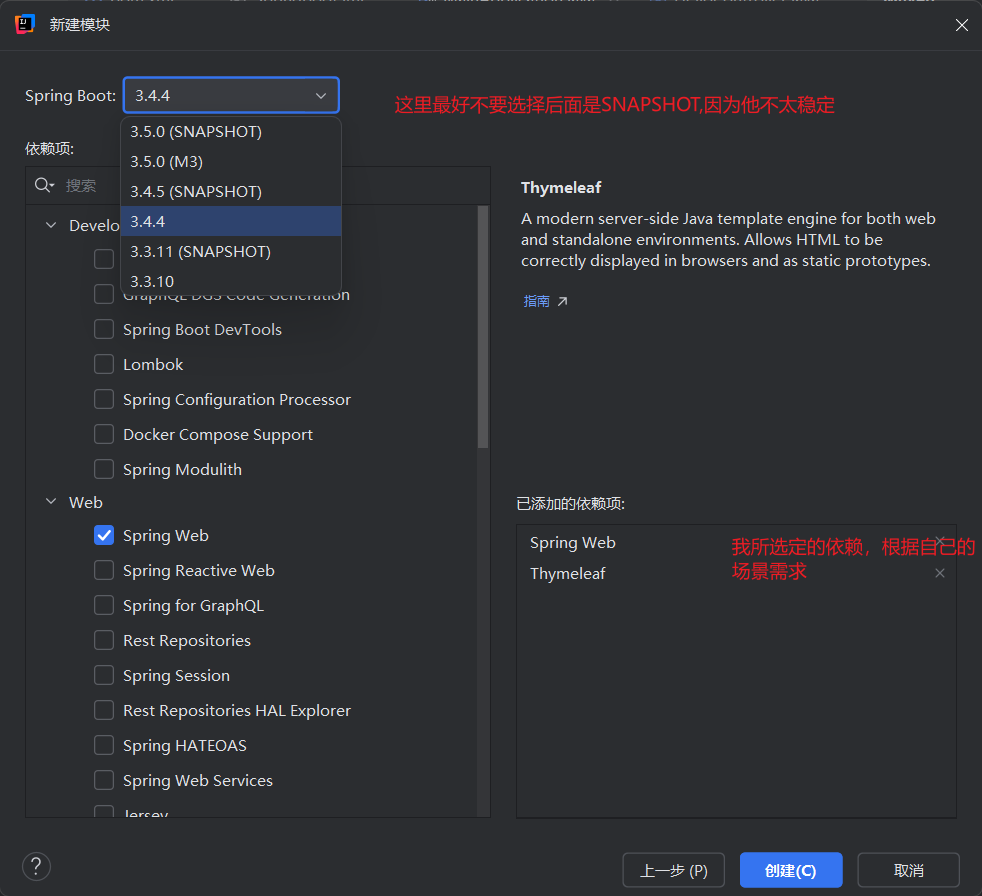 新建模块
Spring Boot:
3.4.4
这里最好不要选择后面是SNAPSHOT,因为他不太稳定
3.5.0 (SNAPSHOT)
3.5.0 (M3)
3.4.5 (SNAPSHOT)
3.4.4
3.3.11 (SNAPSHOT)
3.3.10
依赖项:
搜索
Develo
GraphQL DGS Code Generation
Spring Boot DevTools
Lombok
Spring Configuration Processor
Docker Compose Support
Spring Modulith
Web
Spring Web
Spring Reactive Web
Spring for GraphQL
Rest Repositories
Spring Session
Rest Repositories HAL Explorer
Spring HATEOAS
Spring Web Services
Jersey
Thymeleaf
A modern server-side Java template engine for both web
and standalone environments. Allows HTML to be
correctly displayed in browsers and as static prototypes.
指南
已添加的依赖项:
Spring Web
Thymeleaf
我所选定的依赖，根据自己的
场景需求
?
上一步 (P)
创建(C)
取消